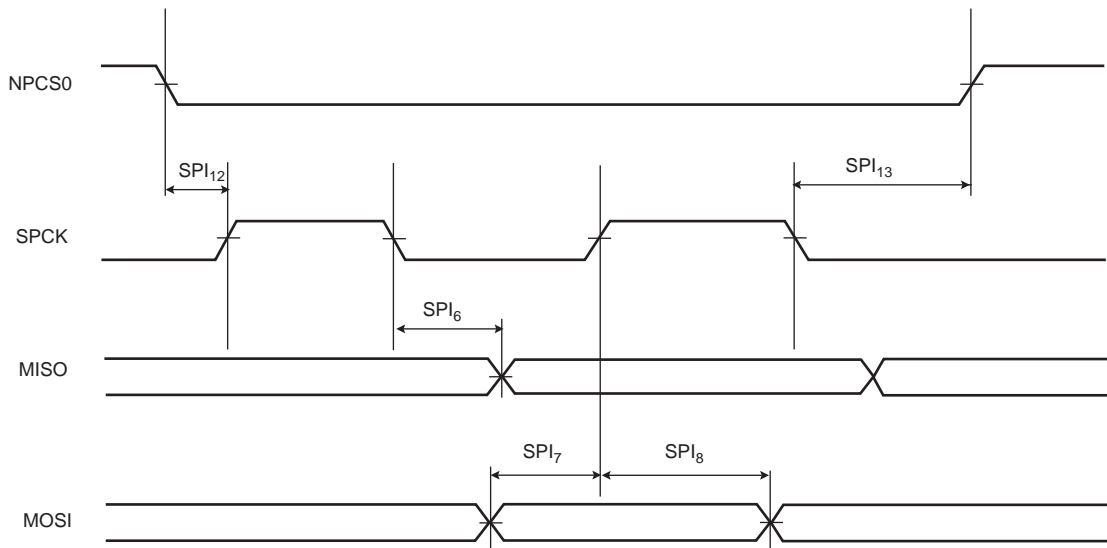 NPCS0
SPI₁₂
SPI₁₃
SPCK
SPI₆
MISO
SPI₇
SPI₈
MOSI